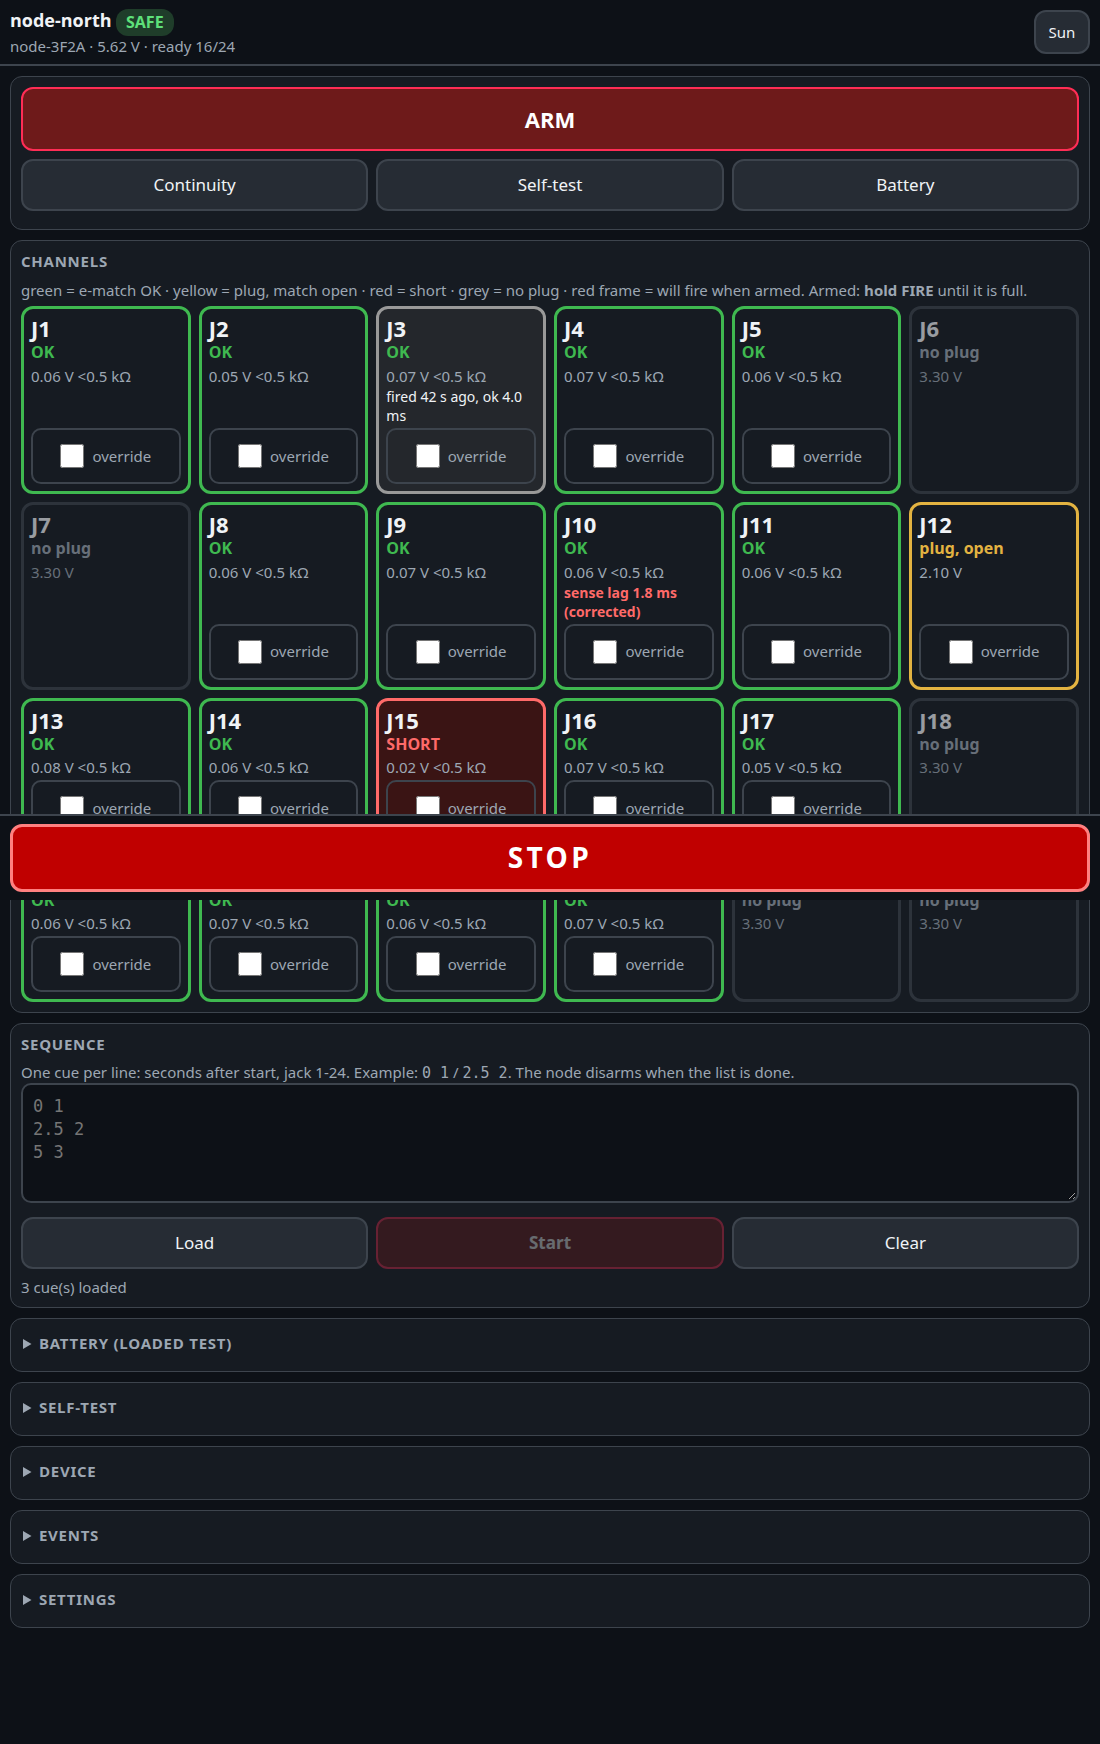 node-north SAFE
node-3F2A · 5.62 V · ready 16/24
Sun
ARM
Continuity Self-test Battery
CHANNELS
green = e-match OK · yellow = plug, match open · red = short · grey = no plug · red frame = will fire when armed. Armed: hold FIRE until it is full.
J1 J2 J3 J4 J5 J6
OK OK OK OK OK no plug
0.06 V <0.5 kΩ 0.05 V <0.5 kΩ 0.07 V <0.5 kΩ 0.07 V <0.5 kΩ 0.06 V <0.5 kΩ 3.30 V
fired 42 s ago, ok 4.0
ms
override override override override override
J7 J8 J9 J10 J11 J12
no plug OK OK OK OK plug, open
3.30 V 0.06 V <0.5 kΩ 0.07 V <0.5 kΩ 0.06 V <0.5 kΩ 0.06 V <0.5 kΩ 2.10 V
sense lag 1.8 ms
(corrected)
override override override override override
J13 J14 J15 J16 J17 J18
OK OK SHORT OK OK no plug
0.08 V <0.5 kΩ 0.06 V <0.5 kΩ 0.02 V <0.5 kΩ 0.07 V <0.5 kΩ 0.05 V <0.5 kΩ 3.30 V
override override override override override
STOP
OK OK OK OK no plug no plug
0.06 V <0.5 kΩ 0.07 V <0.5 kΩ 0.06 V <0.5 kΩ 0.07 V <0.5 kΩ 3.30 V 3.30 V
override override override override
SEQUENCE
One cue per line: seconds after start, jack 1-24. Example: 0 1 / 2.5 2. The node disarms when the list is done.
0 1
2.5 2
5 3
Load Start Clear
3 cue(s) loaded
BATTERY (LOADED TEST)
SELF-TEST
DEVICE
EVENTS
SETTINGS